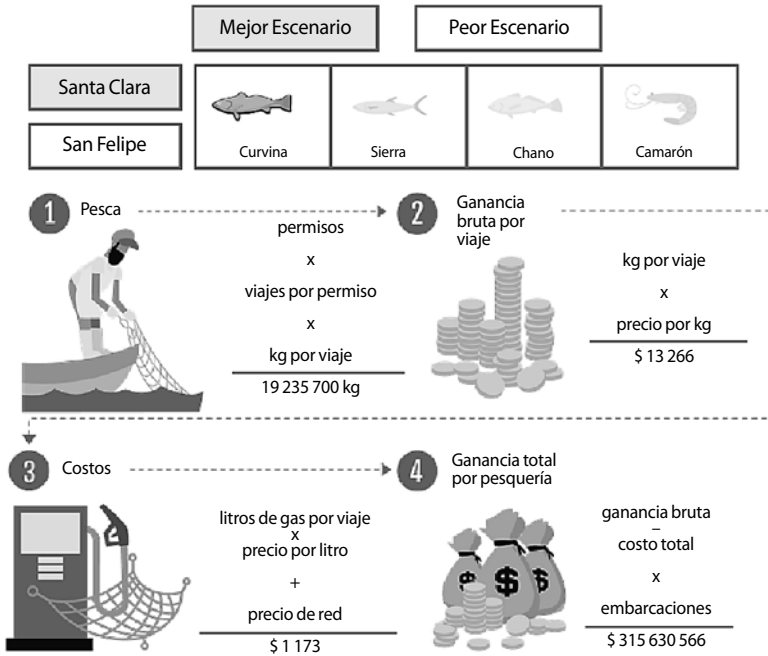 Mejor Escenario
Peor Escenario
Santa Clara
San Felipe
Curvina
Sierra
Chano
Camarón
1
Pesca
permisos
x
viajes por permiso
x
kg por viaje
19 235 700 kg
2
Ganancia
bruta por
viaje
kg por viaje
x
precio por kg
$ 13 266
3
Costos
litros de gas por viaje
x
precio por litro
+
precio de red
$ 1 173
4
Ganancia total
por pesquería
$
$
$
ganancia bruta
–
costo total
x
embarcaciones
$ 315 630 566